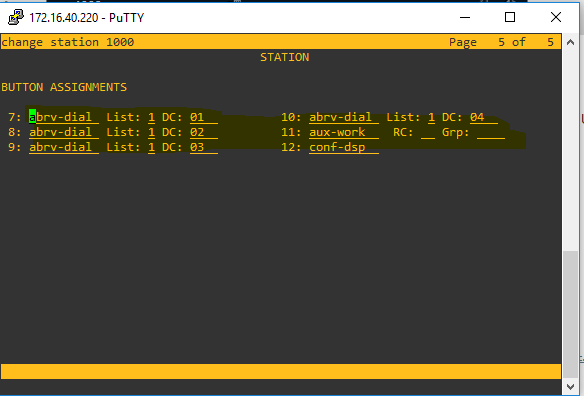 172.16.40.220 - PuTTY
change station 1000 Page 5 of 5
STATION
BUTTON ASSIGNMENTS
7: abrv-dial List: 1 DC: 01 10: abrv-dial List: 1 DC: 04
8: abrv-dial List: 1 DC: 02 11: aux-work RC: __ Grp: ____
9: abrv-dial List: 1 DC: 03 12: conf-dsp